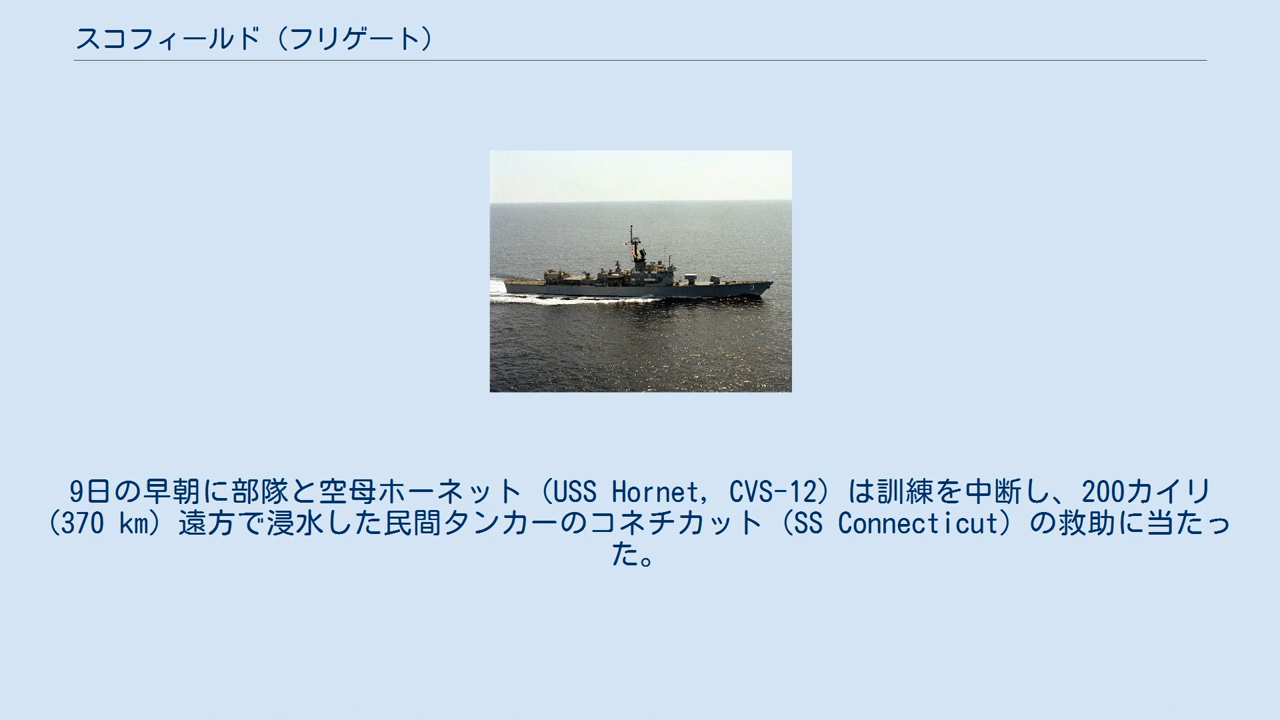 スコフィールド（フリゲート）
9日の早朝に部隊と空母ホーネット（USS Hornet, CVS-12）は訓練を中断し、200カイリ
（370 km）遠方で浸水した民間タンカーのコネチカット（SS Connecticut）の救助に当たっ
た。